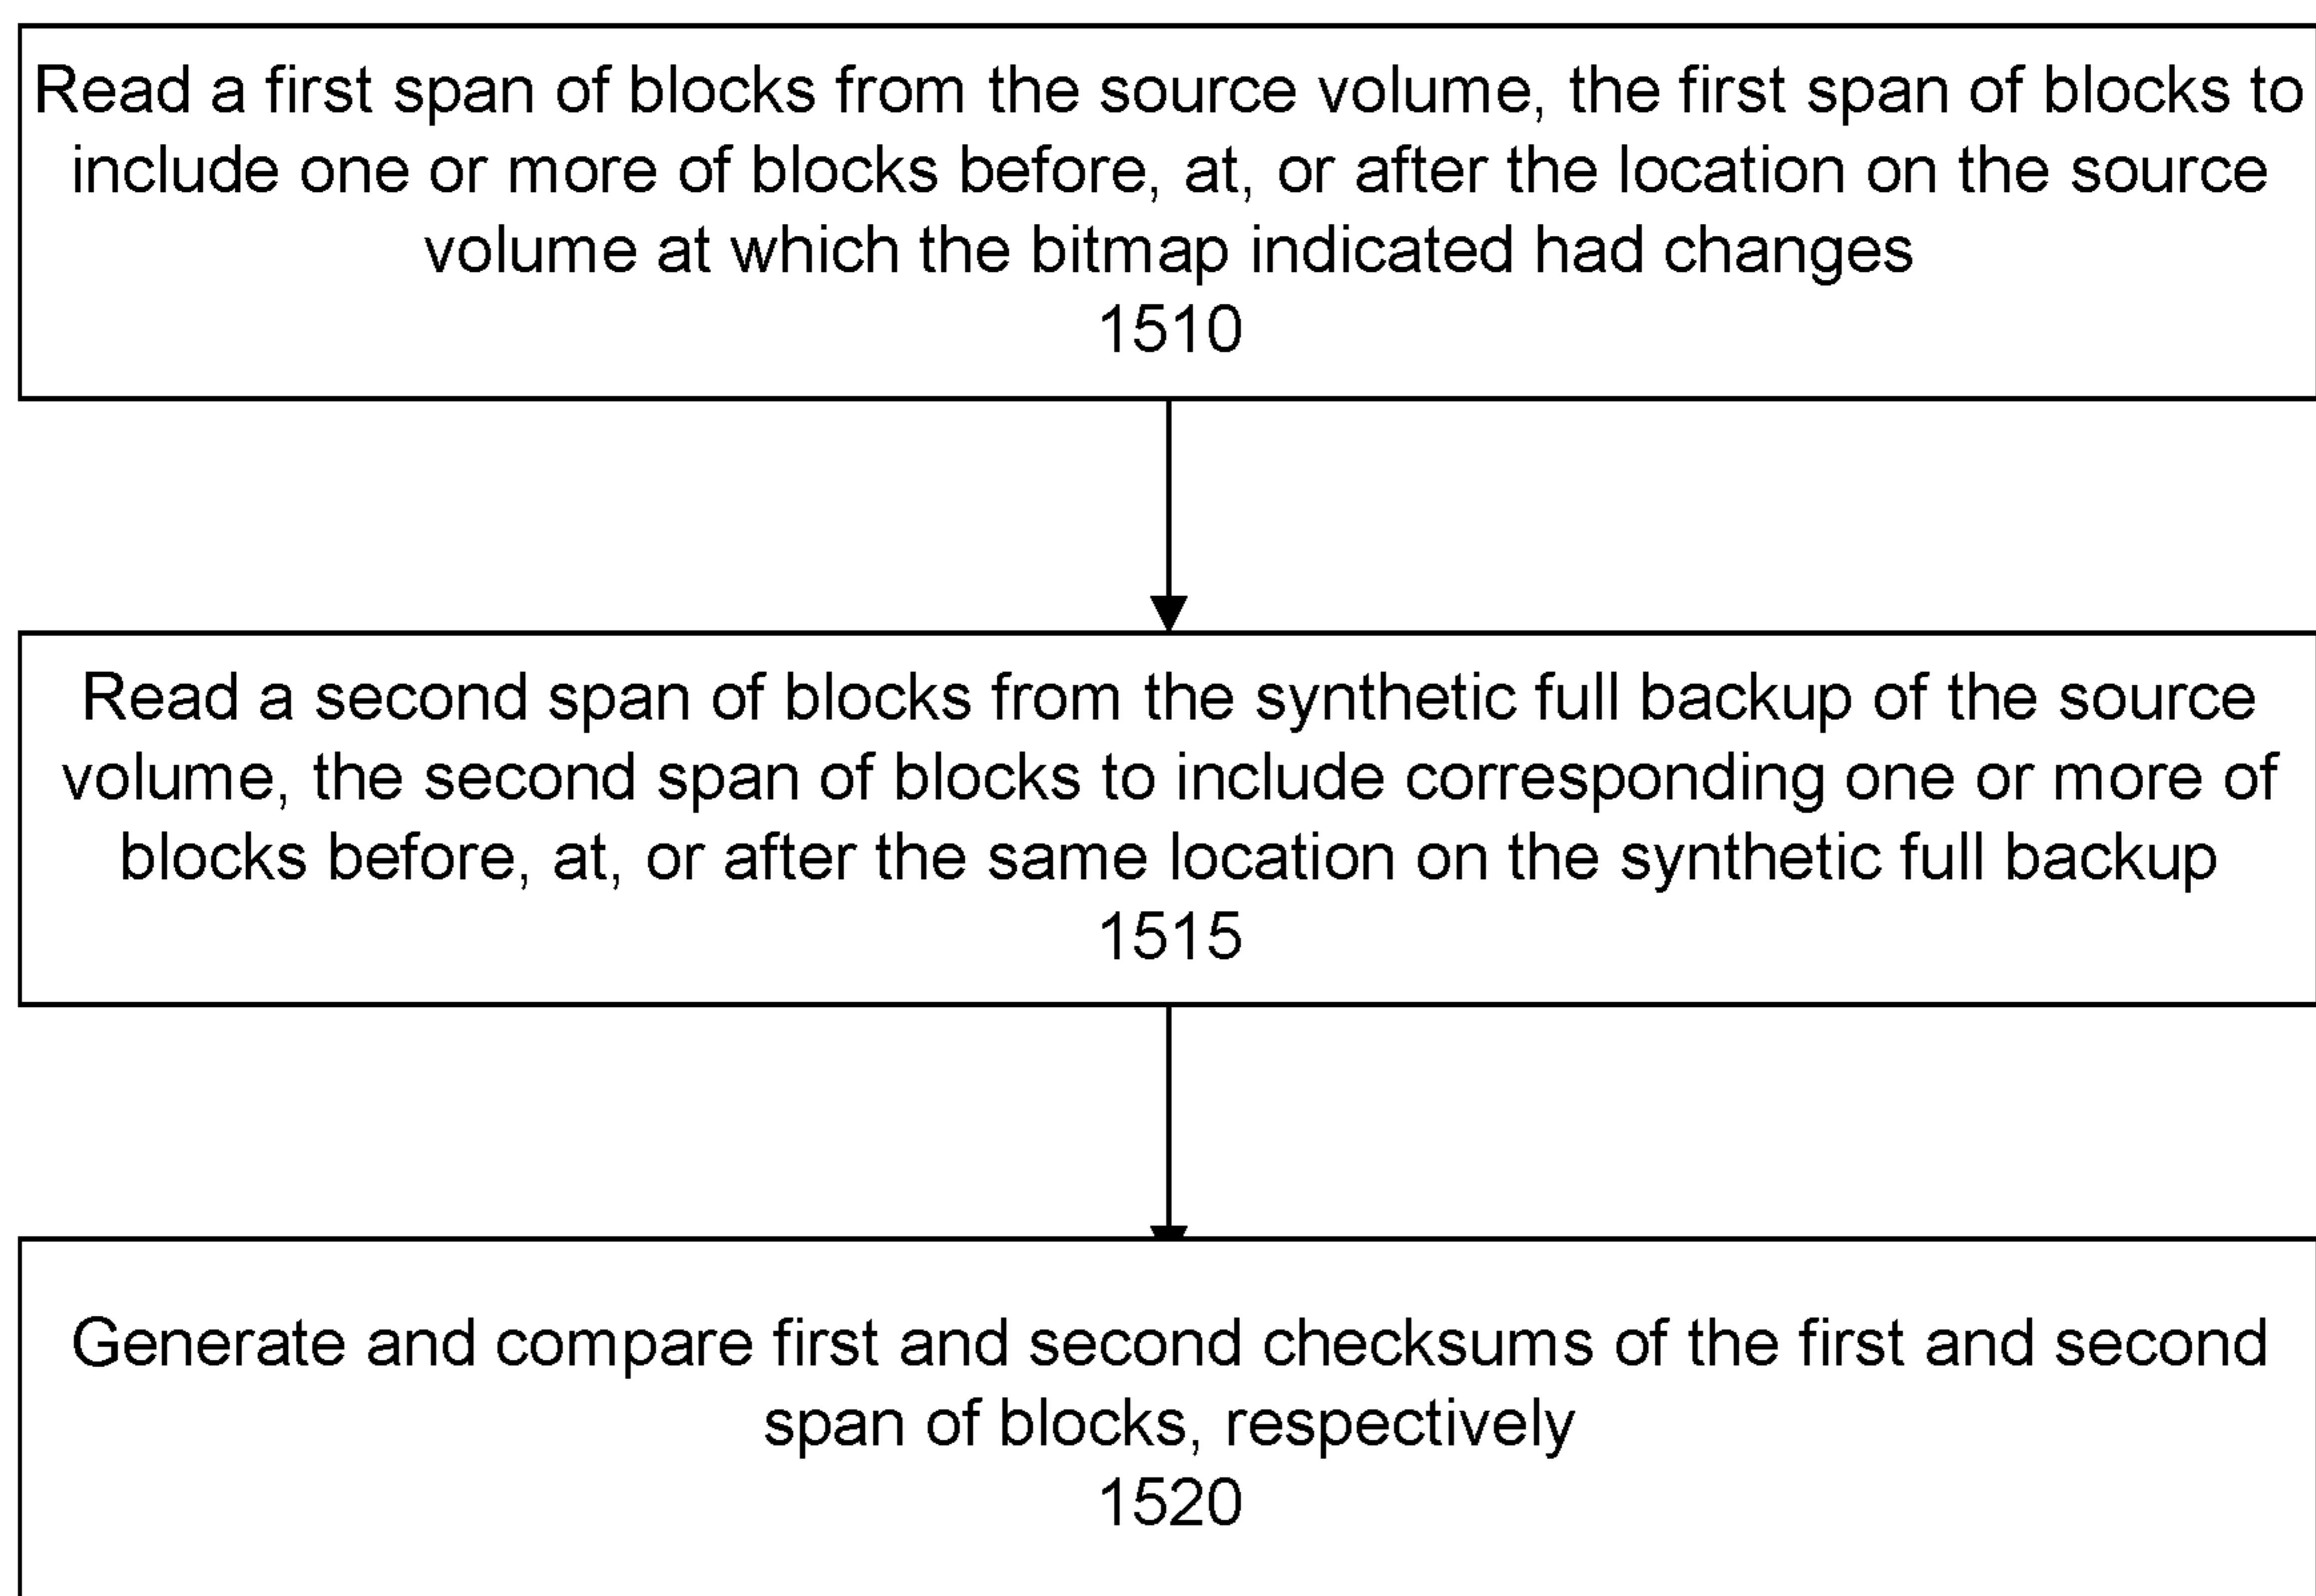 Read a first span of blocks from the source volume, the first span of blocks to
include one or more of blocks before, at, or after the location on the source
volume at which the bitmap indicated had changes
1510
Read a second span of blocks from the synthetic full backup of the source
volume, the second span of blocks to include corresponding one or more of
blocks before, at, or after the same location on the synthetic full backup
1515
Generate and compare first and second checksums of the first and second
span of blocks, respectively
1520